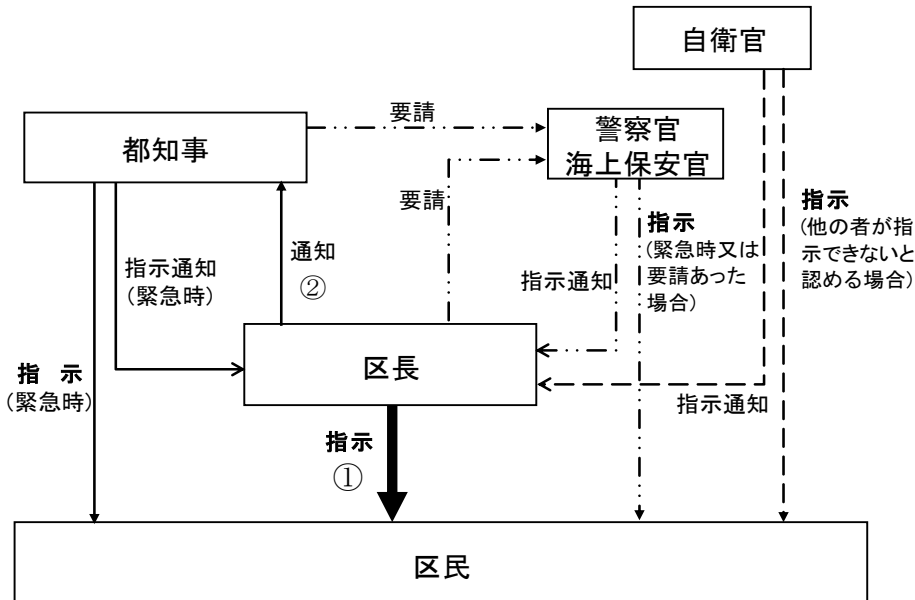 自衛官
都知事
要請
警察官
海上保安官
要請
指示
(他の者が指
示できないと
認める場合)
指示
(緊急時又は
要請あった
場合)
通知
②
指示通知
(緊急時)
指示通知
区長
指 示
(緊急時)
指示通知
指示
①
区民